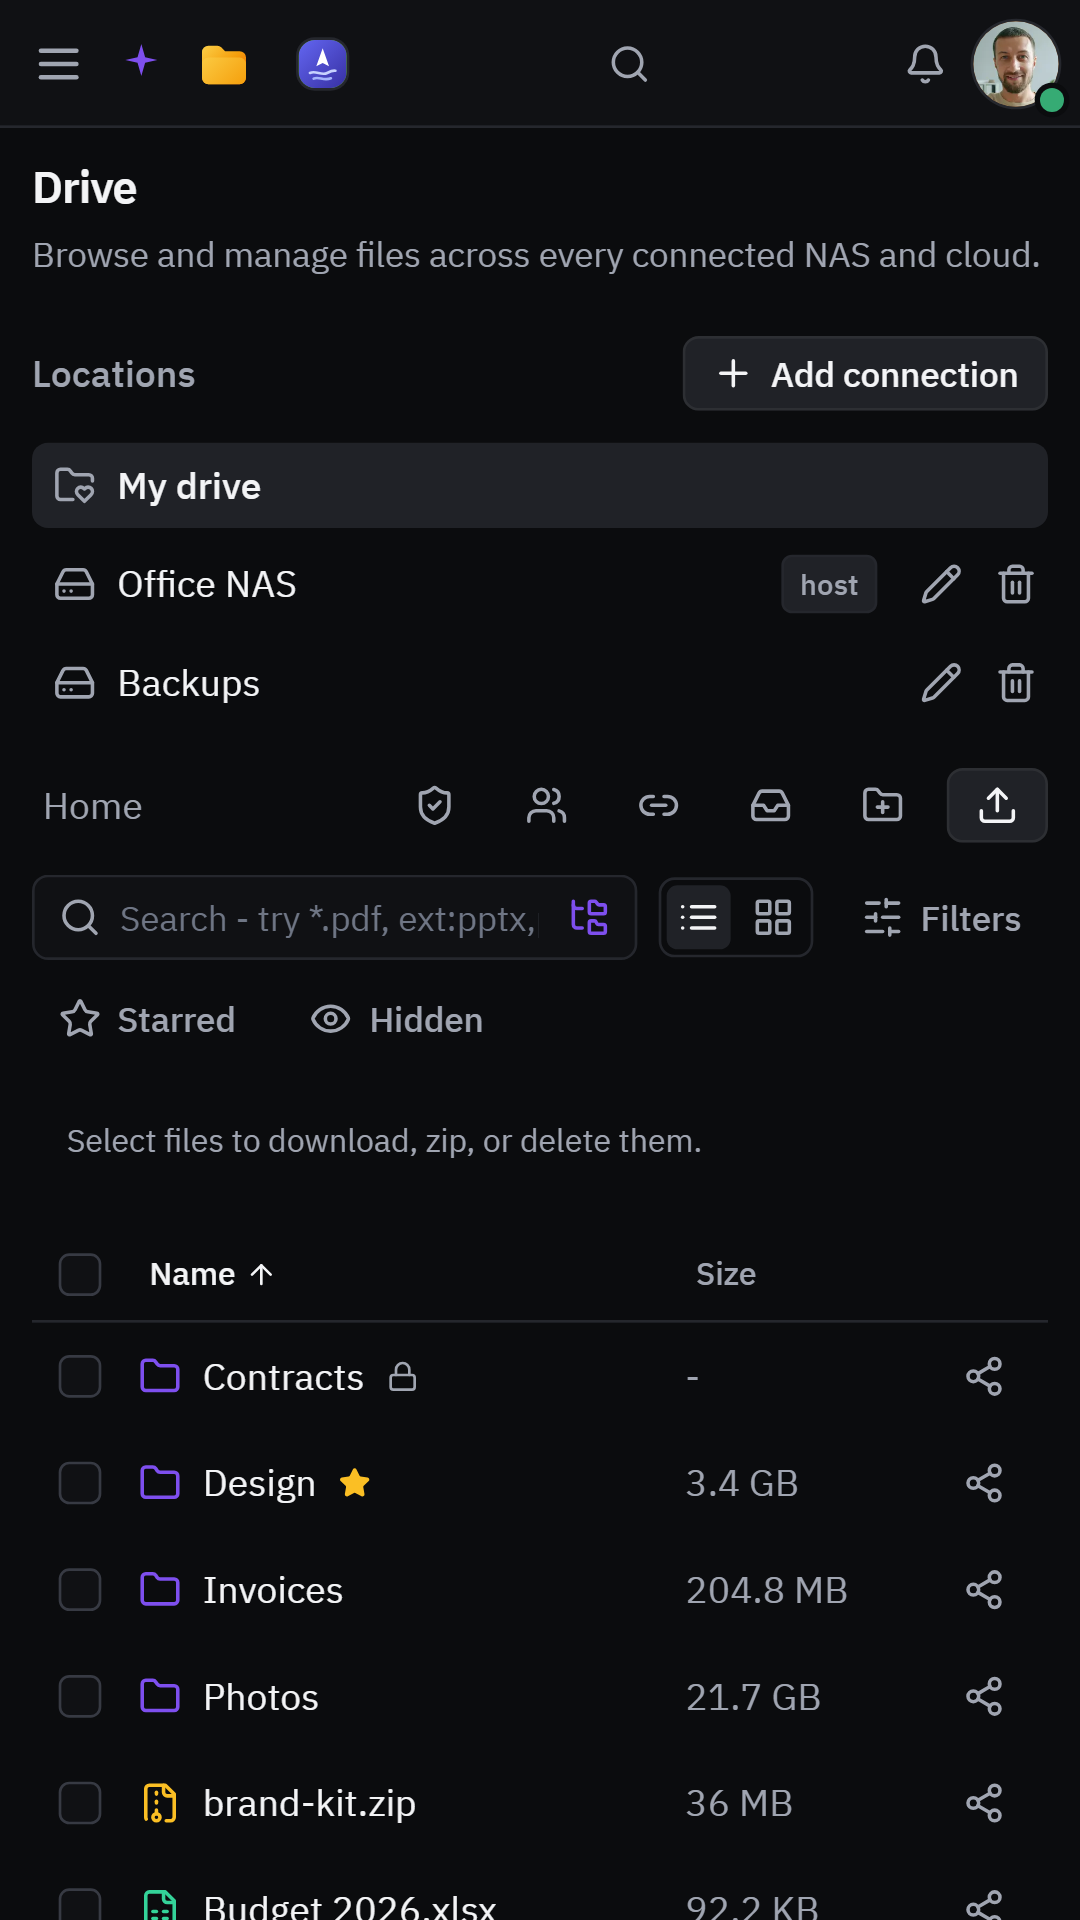 Drive
Browse and manage files across every connected NAS and cloud.
Locations
Add connection
My drive
Office NAS
host
Backups
Home
Search - try *.pdf, ext:pptx,
Filters
Starred
Hidden
Select files to download, zip, or delete them.
Name
Size
Contracts
-
Design
3.4 GB
Invoices
204.8 MB
Photos
21.7 GB
brand-kit.zip
36 MB
Budget 2026.xlsx
92.2 KB